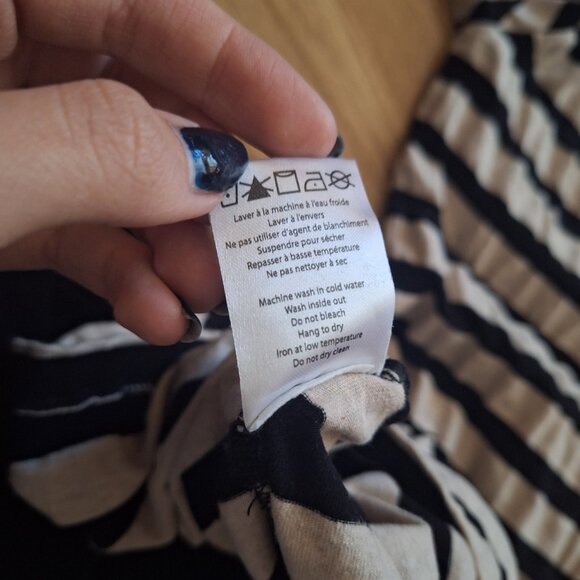 Laver à la machine à l'eau froide
Laver à l'envers
Ne pas utiliser d'agent de blanchiment
Suspendre pour sécher
Repasser à basse température
Ne pas nettoyer à sec
Machine wash in cold water
Wash inside out
Do not bleach
Hang to dry
Iron at low temperature
Do not dry clean